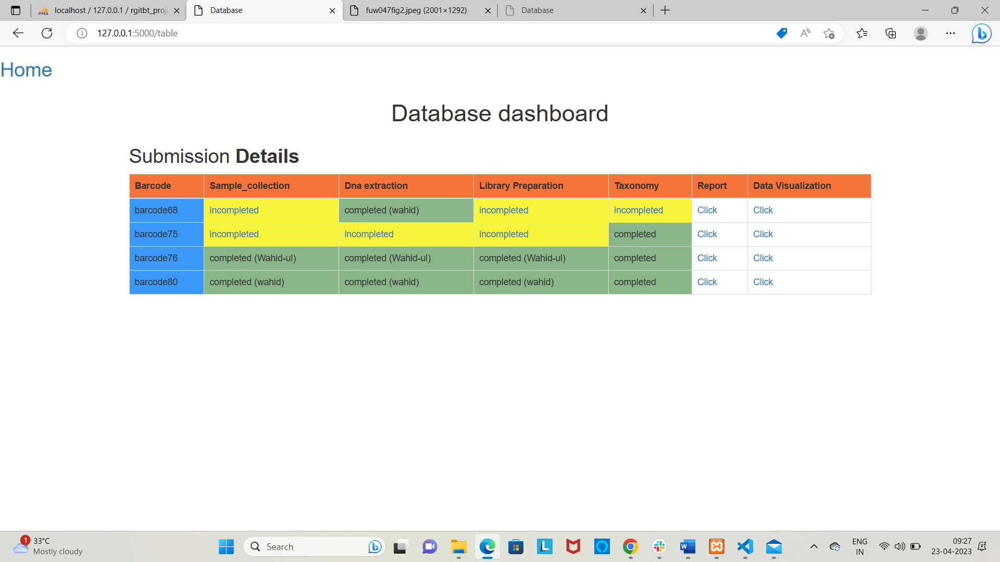 localhost / 127.0.0.1 / rgitbt_proj
Database
fuw047fig2.jpeg (2001×1292)
Database
127.0.0.1:5000/table
Home
Database dashboard
Submission Details
Barcode Sample_collection Dna extraction Library Preparation Taxonomy Report Data Visualization
barcode68 incompleted completed (wahid) incompleted incompleted Click Click
barcode75 incompleted incompleted incompleted completed Click Click
barcode76 completed (Wahid-ul) completed (Wahid-ul) completed (Wahid-ul) completed Click Click
barcode80 completed (wahid) completed (wahid) completed (wahid) completed Click Click
1
33°C
Mostly cloudy
Search
ENG
IN
09:27
23-04-2023